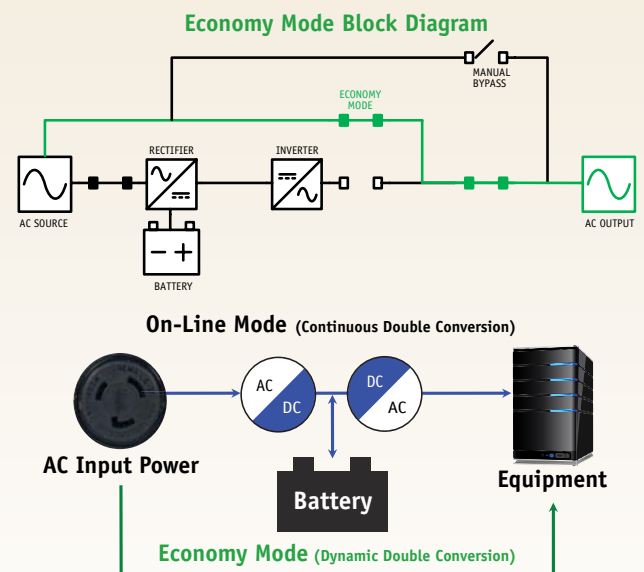 Economy Mode Block Diagram
MANUAL
BYPASS
ECONOMY
MODE
RECTIFIER
INVERTER
AC SOURCE
AC OUTPUT
BATTERY
On-Line Mode (Continuous Double Conversion)
AC
DC
DC
AC
AC Input Power
Equipment
Battery
Economy Mode (Dynamic Double Conversion)